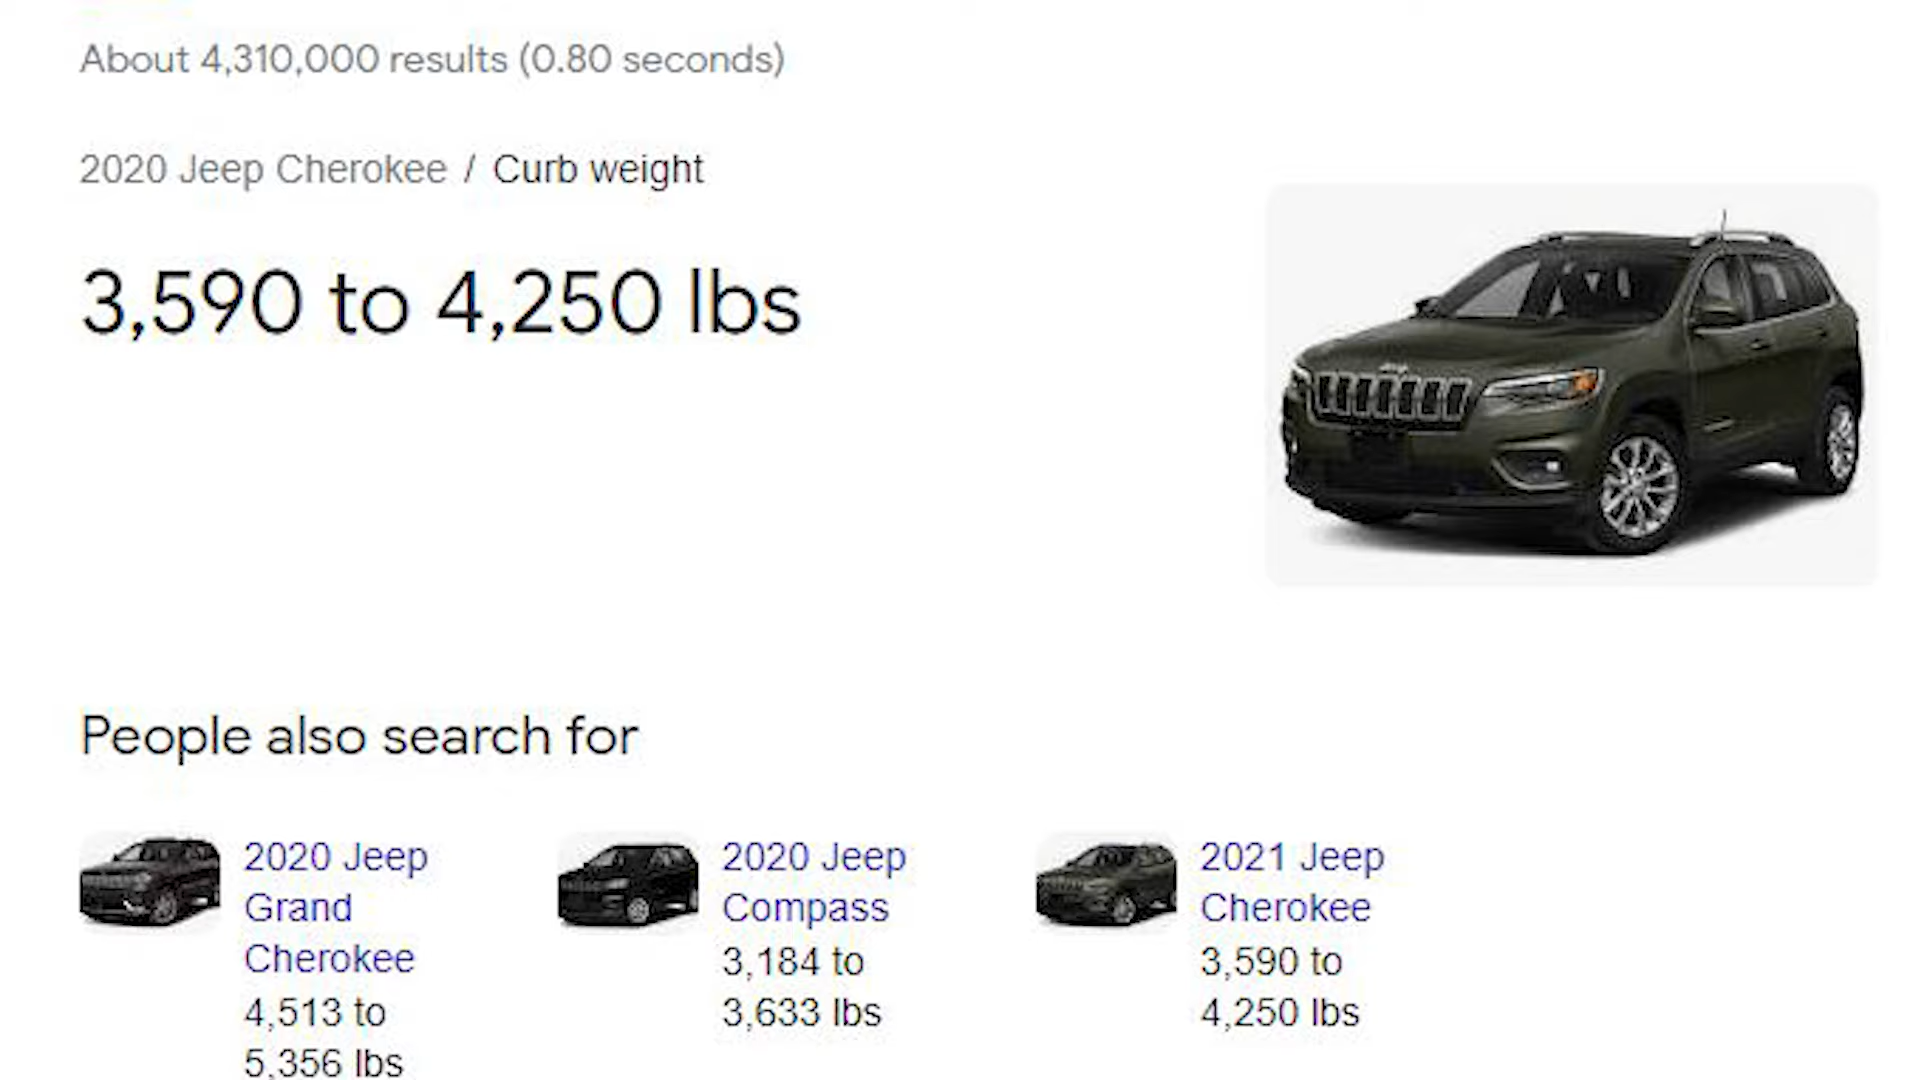 About 4,310,000 results (0.80 seconds)
2020 Jeep Cherokee / Curb weight
3,590 to 4,250 lbs
People also search for
2020 Jeep
Grand
Cherokee
4,513 to
5,356 lbs
2020 Jeep
Compass
3,184 to
3,633 lbs
2021 Jeep
Cherokee
3,590 to
4,250 lbs